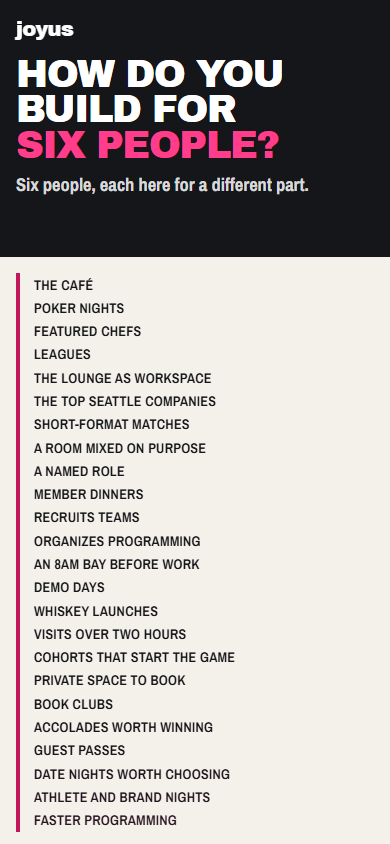 joyus
HOW DO YOU
BUILD FOR
SIX PEOPLE?
Six people, each here for a different part.
THE CAFÉ
POKER NIGHTS
FEATURED CHEFS
LEAGUES
THE LOUNGE AS WORKSPACE
THE TOP SEATTLE COMPANIES
SHORT-FORMAT MATCHES
A ROOM MIXED ON PURPOSE
A NAMED ROLE
MEMBER DINNERS
RECRUITS TEAMS
ORGANIZES PROGRAMMING
AN 8AM BAY BEFORE WORK
DEMO DAYS
WHISKEY LAUNCHES
VISITS OVER TWO HOURS
COHORTS THAT START THE GAME
PRIVATE SPACE TO BOOK
BOOK CLUBS
ACCOLADES WORTH WINNING
GUEST PASSES
DATE NIGHTS WORTH CHOOSING
ATHLETE AND BRAND NIGHTS
FASTER PROGRAMMING